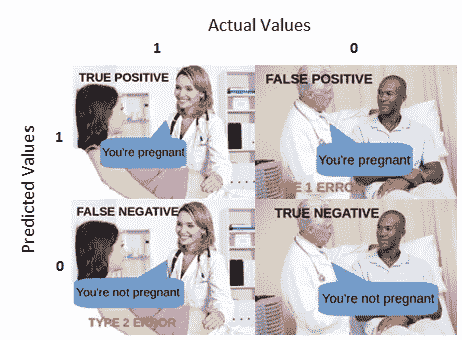 Actual Values
1 0
TRUE POSITIVE FALSE POSITIVE
Predicted Values
1
You're pregnant You're pregnant
1 ERROR
FALSE NEGATIVE TRUE NEGATIVE
0
You're not pregnant You're not pregnant
TYPE 2 ERROR